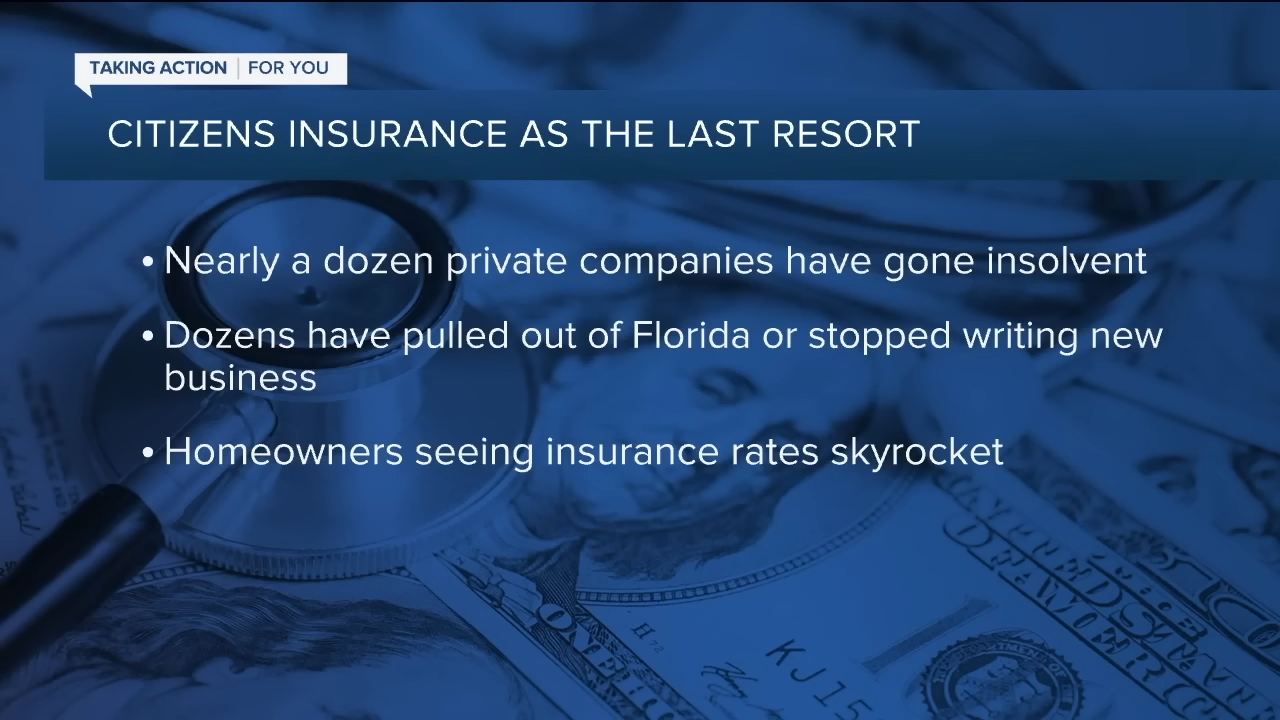 TAKING ACTION | FOR YOU
CITIZENS INSURANCE AS THE LAST RESORT
• Nearly a dozen private companies have gone insolvent
• Dozens have pulled out of Florida or stopped writing new
business
• Homeowners seeing insurance rates skyrocket
KJ15